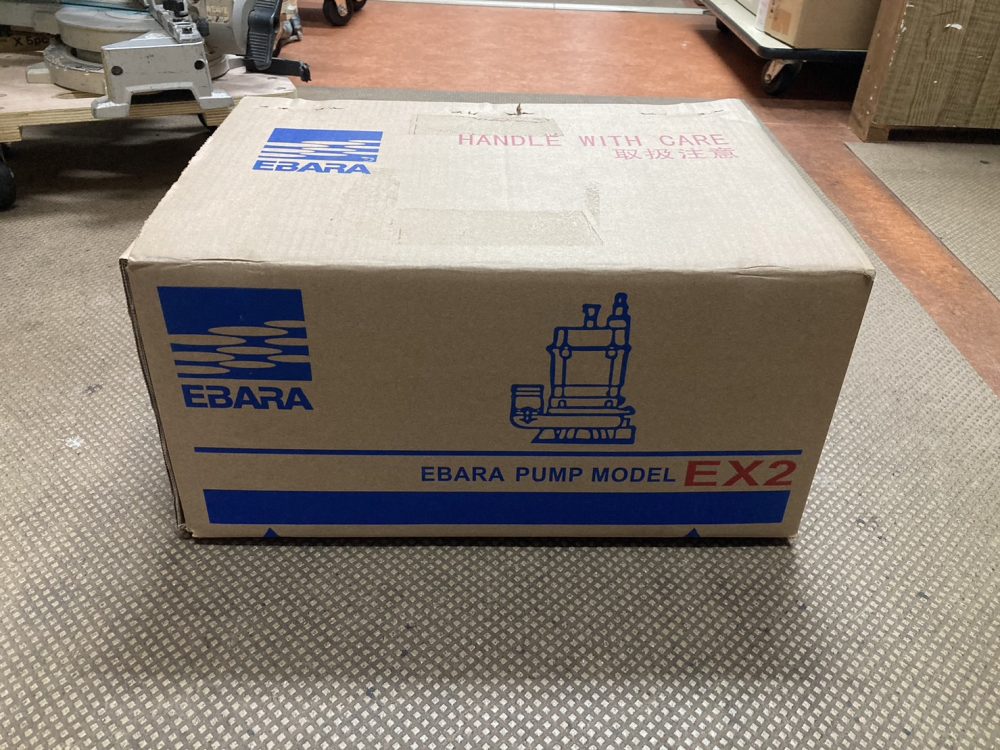 EBARA
HANDLE WITH CARE
取扱注意
EBARA
EBARA PUMP MODEL EX2